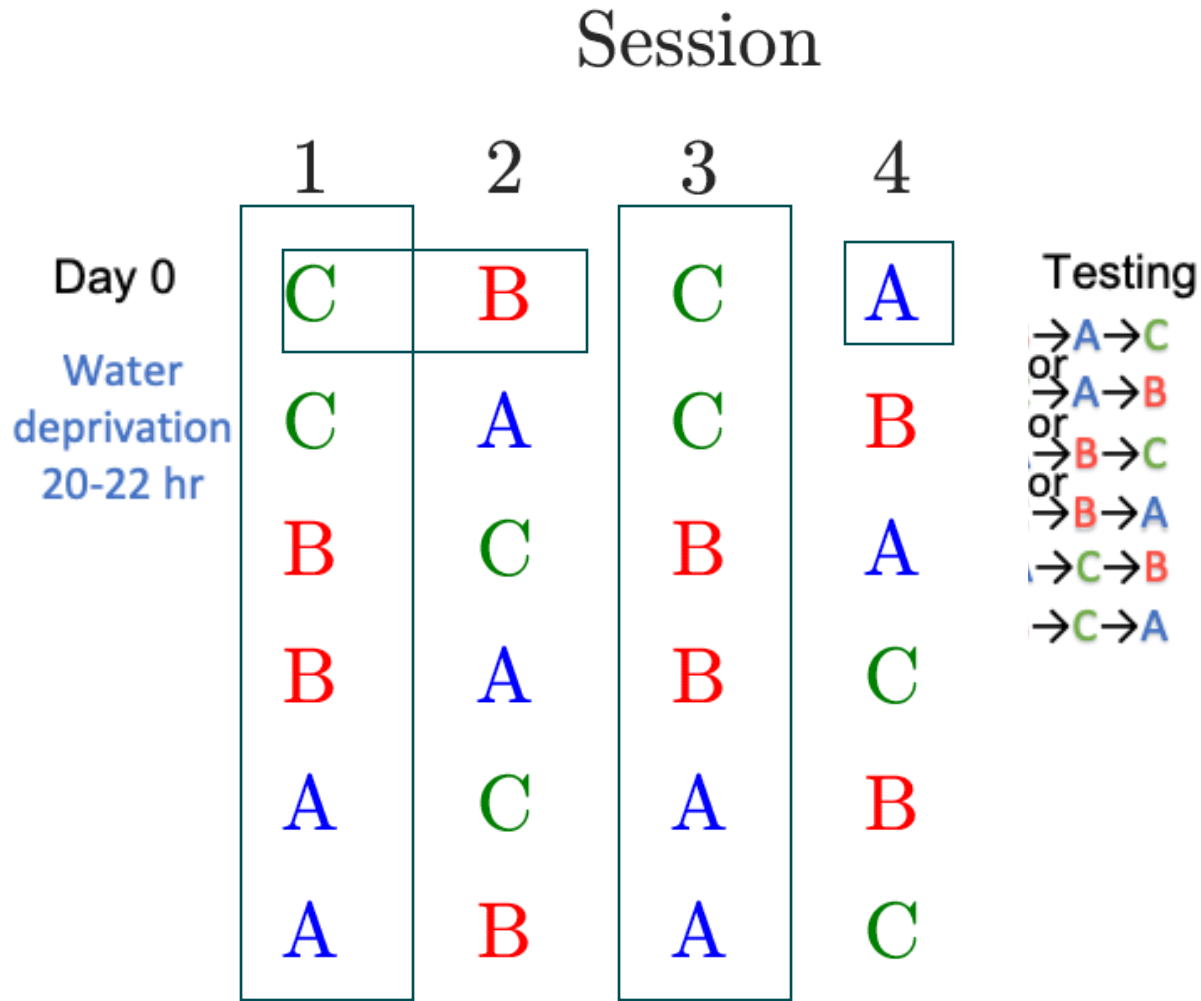 Session
1 2 3 4
Day 0 C B C A Testing
→A→C
or
Water deprivation 20-22 hr
C A C B
→A→B
or
→B→C
or
B C B A
→B→A
→C→B
→C→A
B A B C
A C A B
A B A C